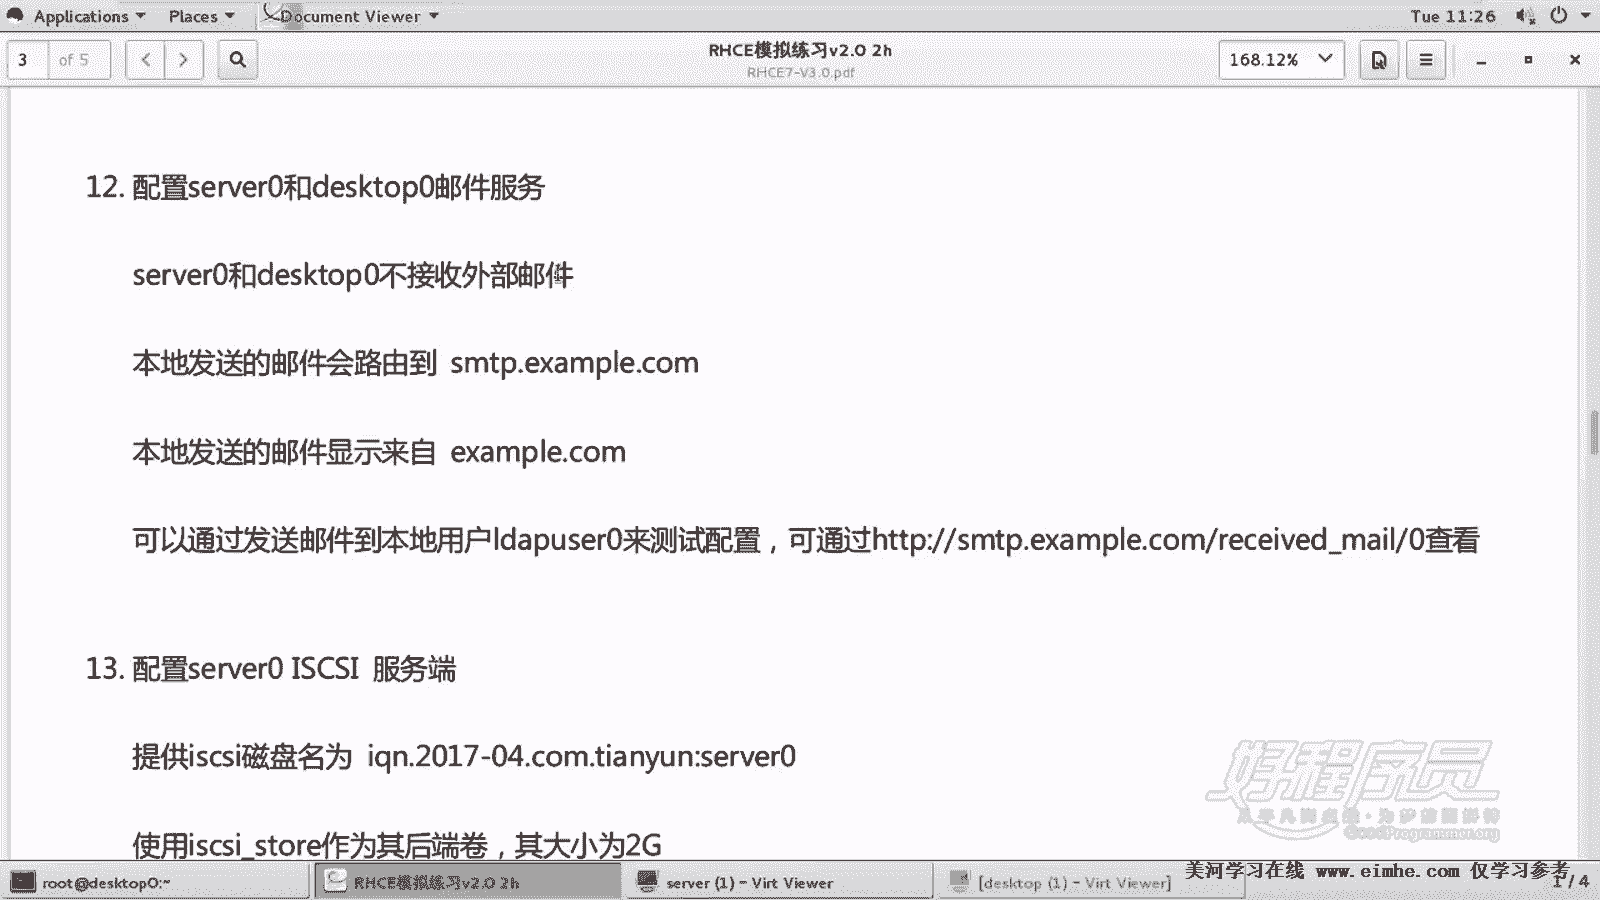 Applications
Places
Document Viewer
Tue 11:26
3
of 5
RHCE模拟练习v2.0 2h
RHCE7-V3.0.pdf
168.12%
12. 配置server0和desktop0邮件服务
server0和desktop0不接收外部邮件
本地发送的邮件会路由到 smtp.example.com
本地发送的邮件显示来自 example.com
可以通过发送邮件到本地用户ldapuser0来测试配置，可通过http://smtp.example.com/received_mail/0查看
13. 配置server0 ISCSI 服务端
提供iscsi磁盘名为 iqn.2017-04.com.tianyun:server0
使用iscsi_store作为其后端卷，其大小为2G
好程序员
GoodProgrammer.org
root@desktop0:~
RHCE模拟练习v2.0 2h
server (1) - Virt Viewer
[desktop (1) - Virt Viewer]
美河学习在线 www.eimhe.com 仅学习参考
1 / 4